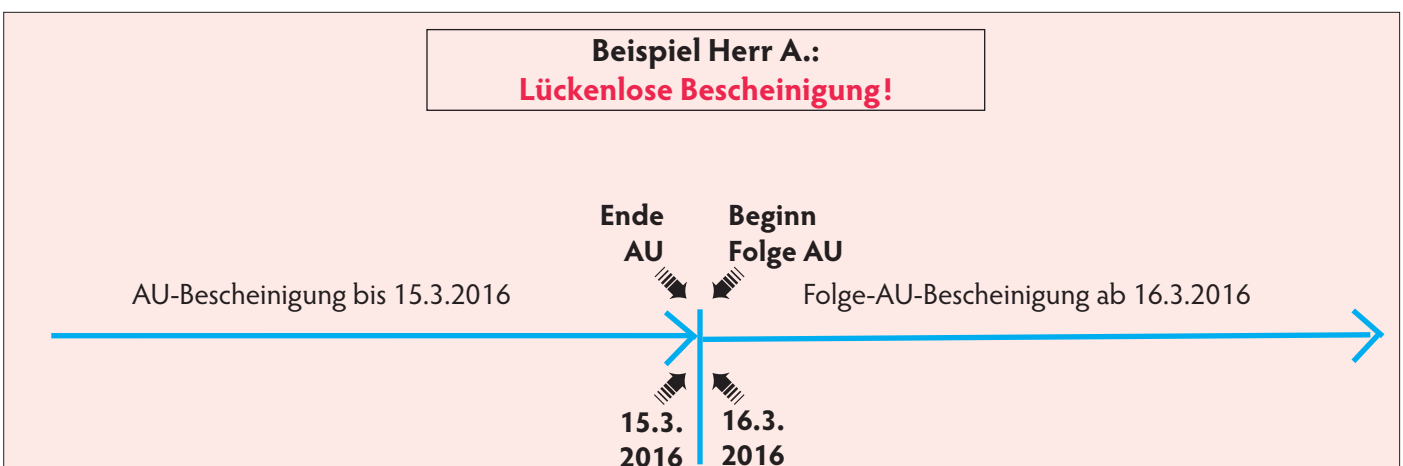 Beispiel Herr A.:
Lückenlose Bescheinigung!
Ende
AU
Beginn
Folge AU
AU-Bescheinigung bis 15.3.2016
Folge-AU-Bescheinigung ab 16.3.2016
15.3.
2016
16.3.
2016